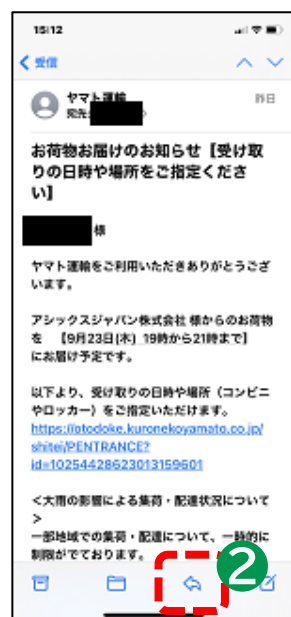 15:12
受信
ヤマト運輸
昨日
宛先:
お荷物お届けのお知らせ【受け取
りの日時や場所をご指定くださ
い】
様
ヤマト運輸をご利用いただきありがとうござ
います。
アシックスジャパン株式会社 様からのお荷物
を 【9月23日(木) 19時から21時まで】
にお届け予定です。
以下より、受け取りの日時や場所（コンビニ
やロッカー）をご指定いただけます。
https://otodoke.kuronekoyamato.co.jp/
shitei/PENTRANCE?
id=10254428623013159601
＜大雨の影響による集荷・配達状況について
＞
一部地域での集荷・配達について、一時的に
制限がでております。
2